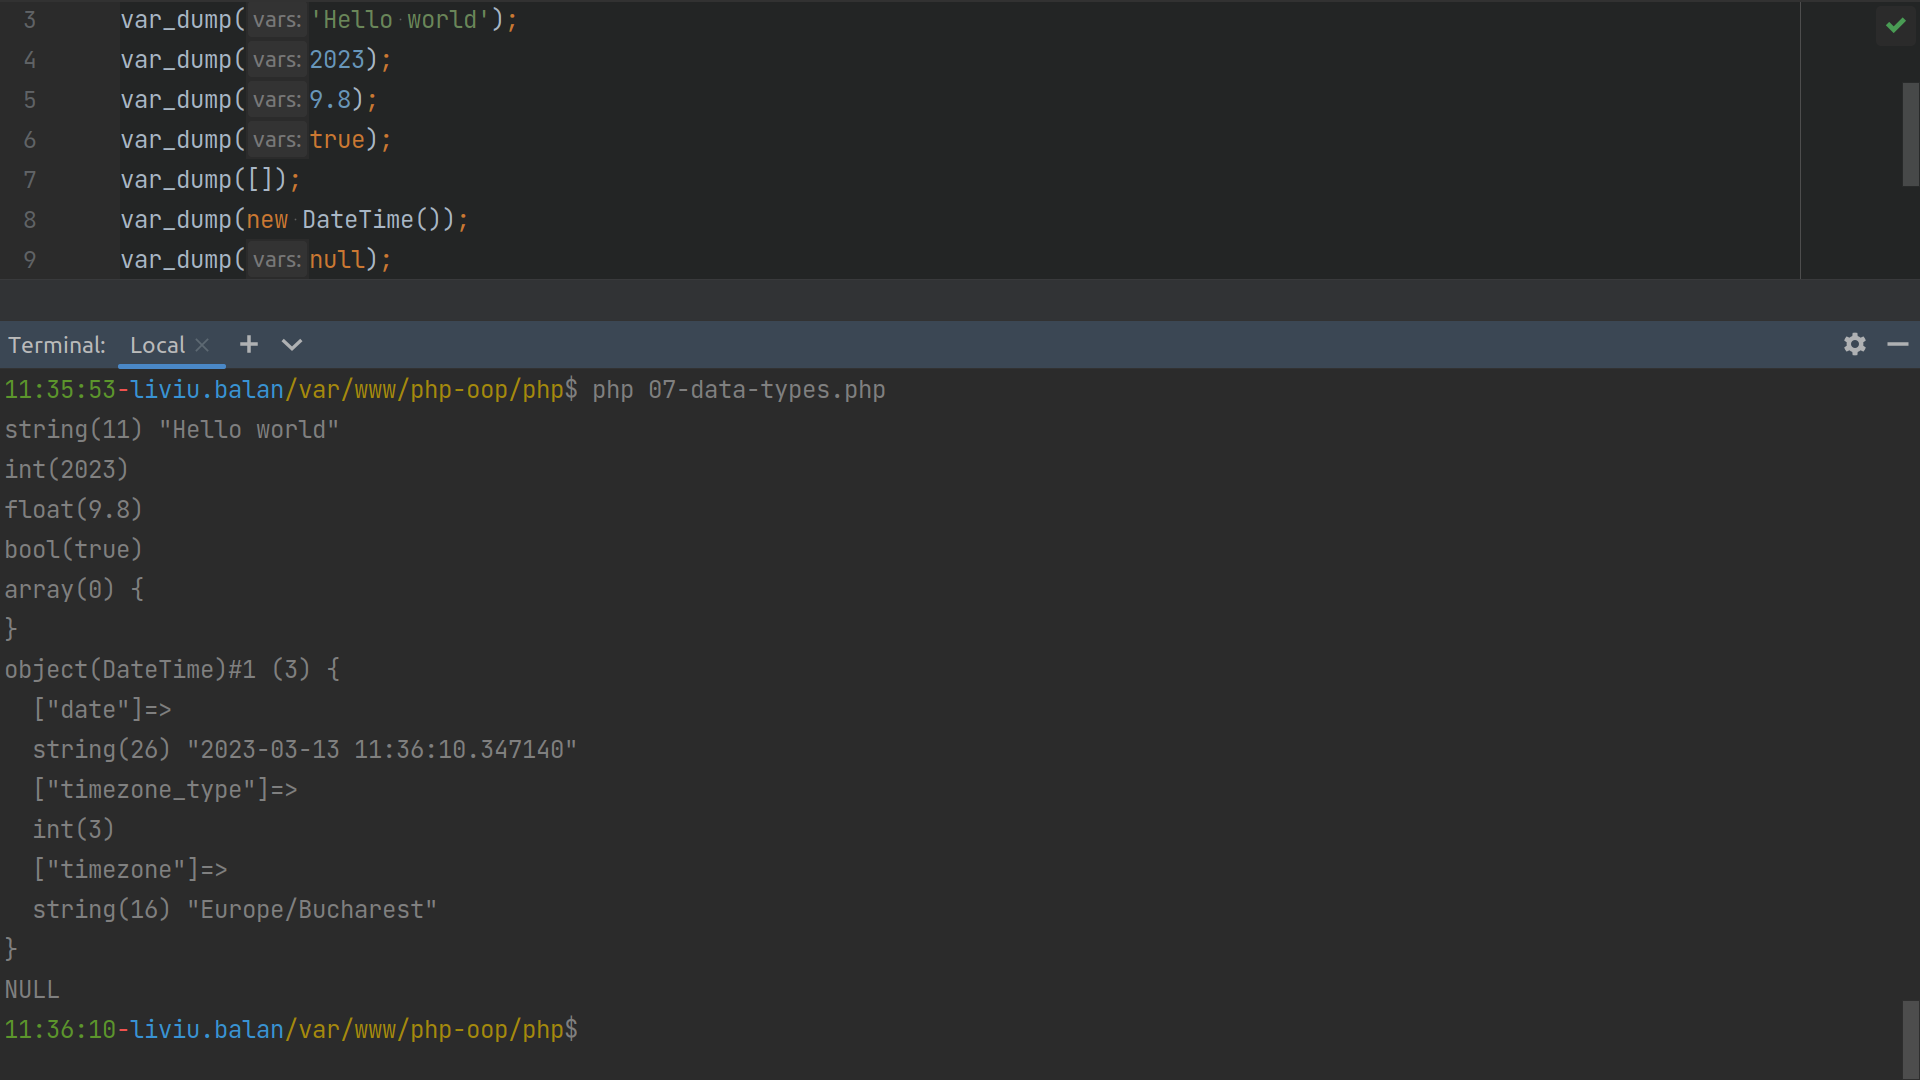 3 var_dump( vars: 'Hello world');
4 var_dump( vars: 2023);
5 var_dump( vars: 9.8);
6 var_dump( vars: true);
7 var_dump([]);
8 var_dump(new DateTime());
9 var_dump( vars: null);
Terminal: Local
11:35:53-liviu.balan/var/www/php-oop/php$ php 07-data-types.php
string(11) "Hello world"
int(2023)
float(9.8)
bool(true)
array(0) {
}
object(DateTime)#1 (3) {
  ["date"]=>
  string(26) "2023-03-13 11:36:10.347140"
  ["timezone_type"]=>
  int(3)
  ["timezone"]=>
  string(16) "Europe/Bucharest"
}
NULL
11:36:10-liviu.balan/var/www/php-oop/php$